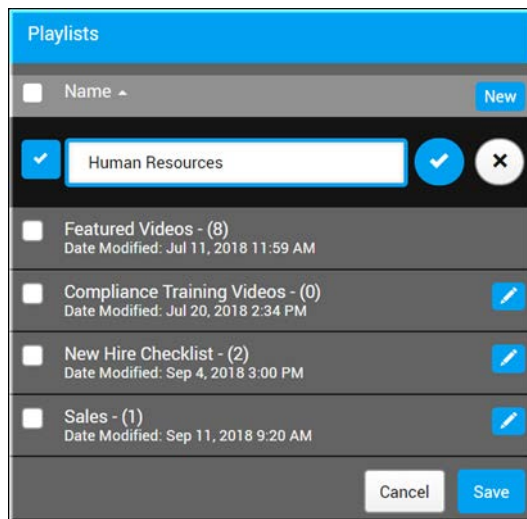 Playlists
Name
New
Human Resources
Featured Videos - (8)
Date Modified: Jul 11, 2018 11:59 AM
Compliance Training Videos - (0)
Date Modified: Jul 20, 2018 2:34 PM
New Hire Checklist - (2)
Date Modified: Sep 4, 2018 3:00 PM
Sales - (1)
Date Modified: Sep 11, 2018 9:20 AM
Cancel
Save